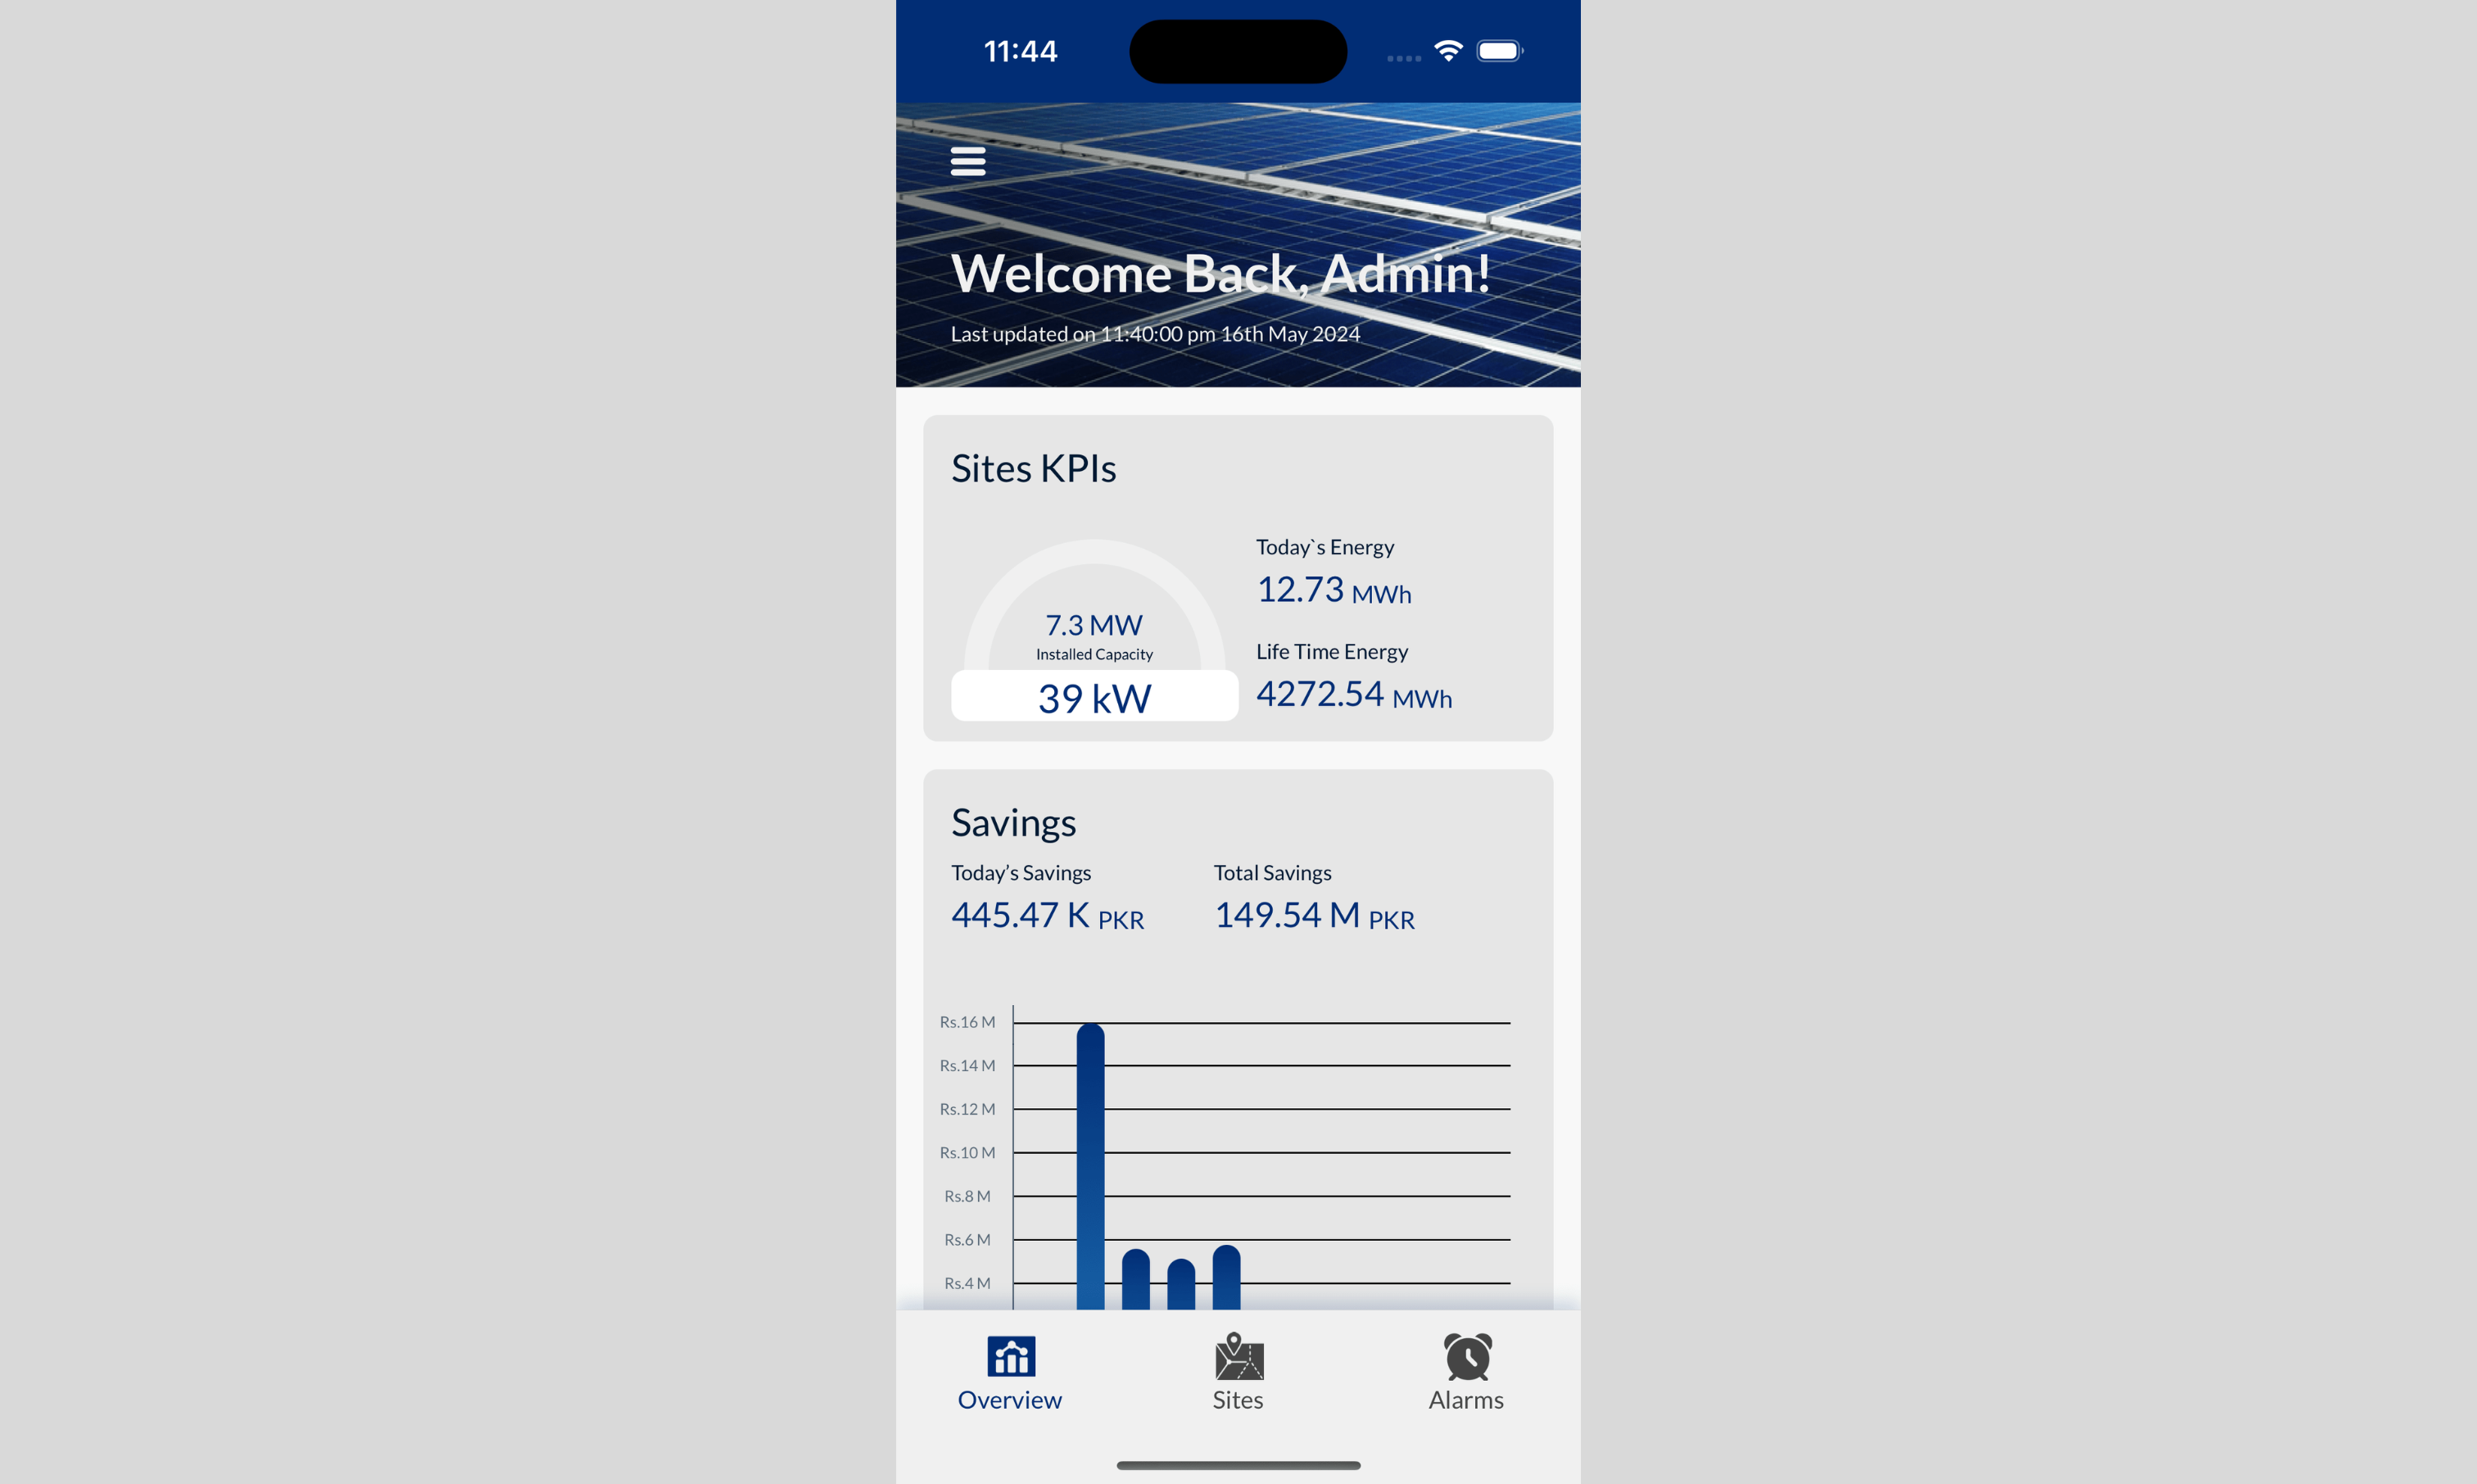 11:44
Welcome Back, Admin!
Last updated on 11:40:00 pm 16th May 2024
Sites KPIs
7.3 MW
Installed Capacity
39 kW
Today`s Energy
12.73 MWh
Life Time Energy
4272.54 MWh
Savings
Today's Savings
445.47 K PKR
Total Savings
149.54 M PKR
Rs.16 M
Rs.14 M
Rs.12 M
Rs.10 M
Rs.8 M
Rs.6 M
Rs.4 M
Overview
Sites
Alarms